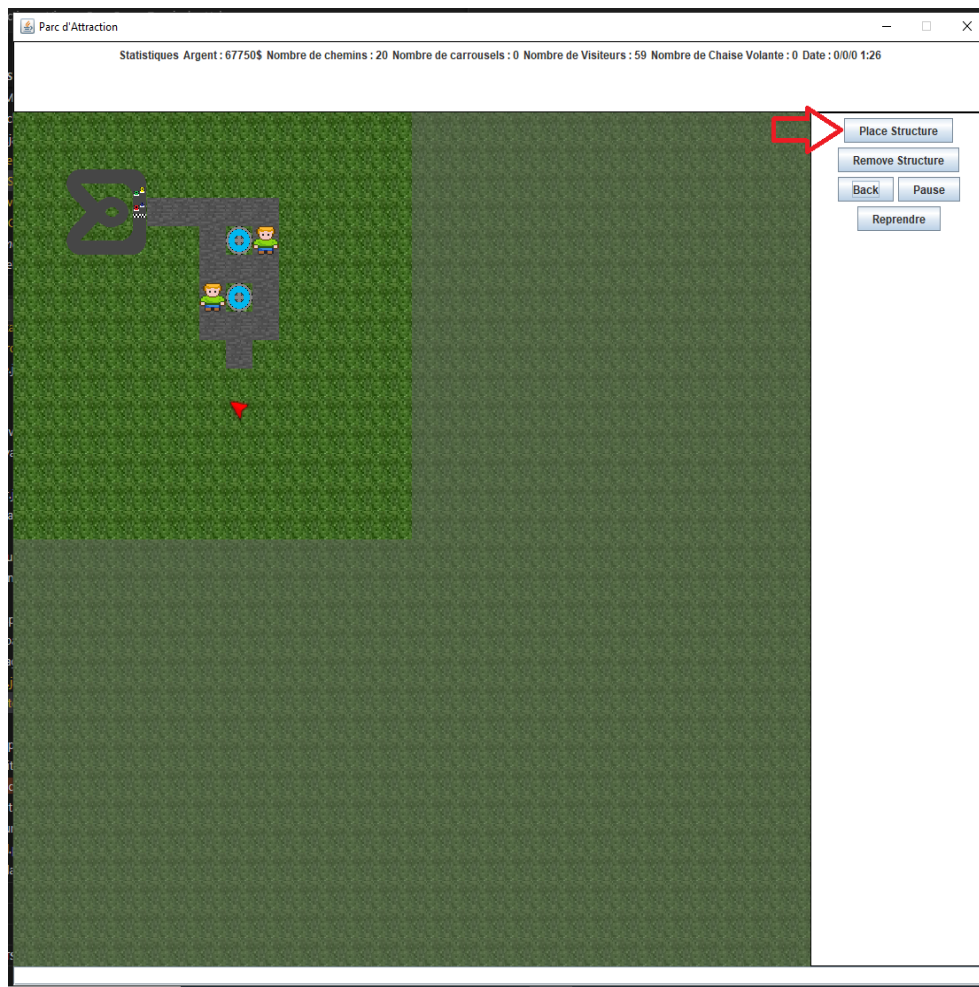 Parc d'Attraction
Statistiques Argent : 67750$ Nombre de chemins : 20 Nombre de carrousels : 0 Nombre de Visiteurs : 59 Nombre de Chaise Volante : 0 Date : 0/0/0 1:26
Place Structure
Remove Structure
Back Pause
Reprendre